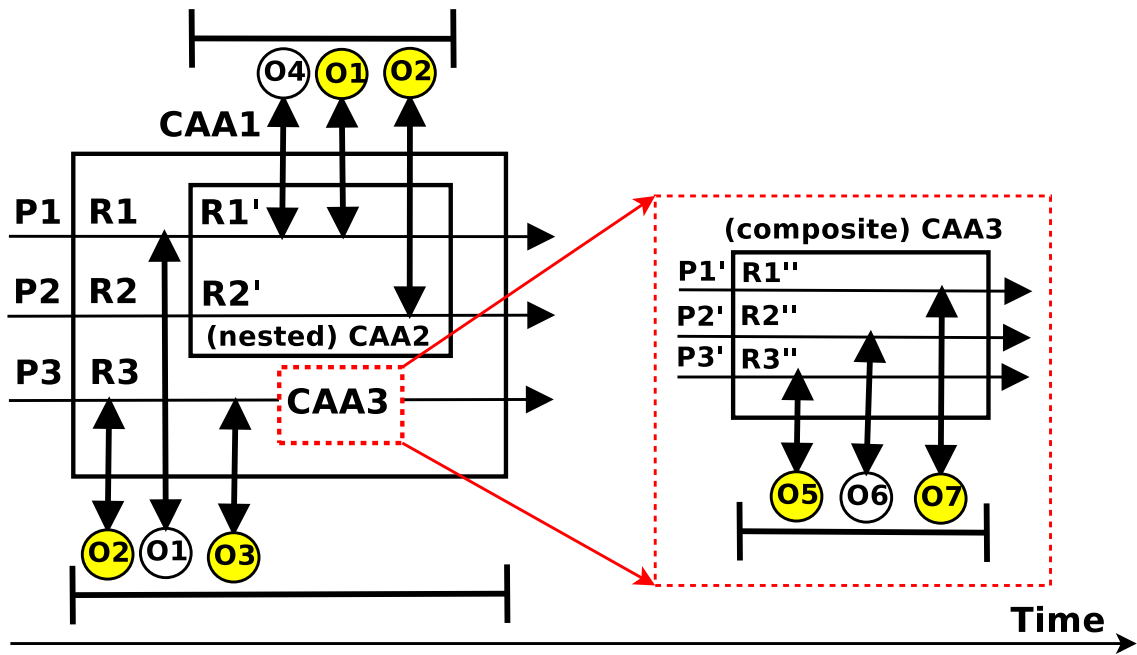 O4 O1 O2
CAA1
P1 R1 R1'
P2 R2 R2'
(nested) CAA2
P3 R3
CAA3
O2 O1 O3
(composite) CAA3
P1' R1''
P2' R2''
P3' R3''
O5 O6 O7
Time